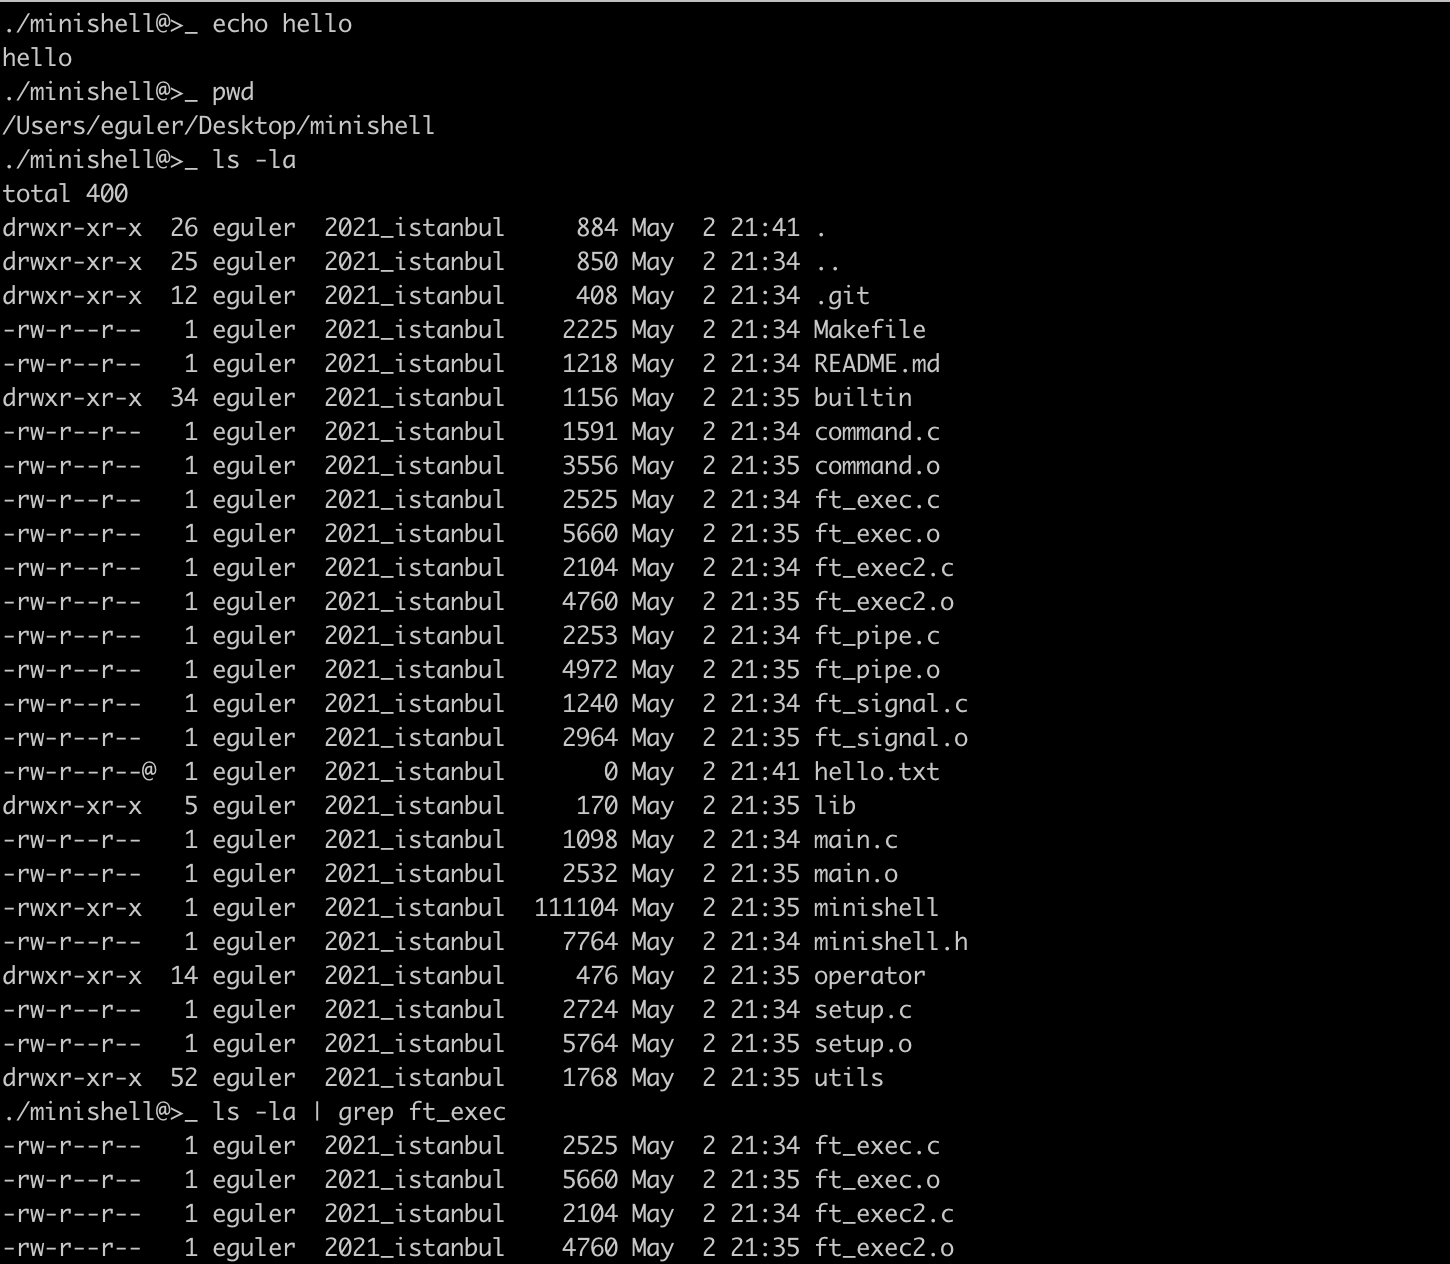 ./minishell@>_ echo hello
hello
./minishell@>_ pwd
/Users/eguler/Desktop/minishell
./minishell@>_ ls -la
total 400
drwxr-xr-x  26 eguler  2021_istanbul     884 May  2 21:41 .
drwxr-xr-x  25 eguler  2021_istanbul     850 May  2 21:34 ..
drwxr-xr-x  12 eguler  2021_istanbul     408 May  2 21:34 .git
-rw-r--r--   1 eguler  2021_istanbul    2225 May  2 21:34 Makefile
-rw-r--r--   1 eguler  2021_istanbul    1218 May  2 21:34 README.md
drwxr-xr-x  34 eguler  2021_istanbul    1156 May  2 21:35 builtin
-rw-r--r--   1 eguler  2021_istanbul    1591 May  2 21:34 command.c
-rw-r--r--   1 eguler  2021_istanbul    3556 May  2 21:35 command.o
-rw-r--r--   1 eguler  2021_istanbul    2525 May  2 21:34 ft_exec.c
-rw-r--r--   1 eguler  2021_istanbul    5660 May  2 21:35 ft_exec.o
-rw-r--r--   1 eguler  2021_istanbul    2104 May  2 21:34 ft_exec2.c
-rw-r--r--   1 eguler  2021_istanbul    4760 May  2 21:35 ft_exec2.o
-rw-r--r--   1 eguler  2021_istanbul    2253 May  2 21:34 ft_pipe.c
-rw-r--r--   1 eguler  2021_istanbul    4972 May  2 21:35 ft_pipe.o
-rw-r--r--   1 eguler  2021_istanbul    1240 May  2 21:34 ft_signal.c
-rw-r--r--   1 eguler  2021_istanbul    2964 May  2 21:35 ft_signal.o
-rw-r--r--@  1 eguler  2021_istanbul       0 May  2 21:41 hello.txt
drwxr-xr-x   5 eguler  2021_istanbul     170 May  2 21:35 lib
-rw-r--r--   1 eguler  2021_istanbul    1098 May  2 21:34 main.c
-rw-r--r--   1 eguler  2021_istanbul    2532 May  2 21:35 main.o
-rwxr-xr-x   1 eguler  2021_istanbul  111104 May  2 21:35 minishell
-rw-r--r--   1 eguler  2021_istanbul    7764 May  2 21:34 minishell.h
drwxr-xr-x  14 eguler  2021_istanbul     476 May  2 21:35 operator
-rw-r--r--   1 eguler  2021_istanbul    2724 May  2 21:34 setup.c
-rw-r--r--   1 eguler  2021_istanbul    5764 May  2 21:35 setup.o
drwxr-xr-x  52 eguler  2021_istanbul    1768 May  2 21:35 utils
./minishell@>_ ls -la | grep ft_exec
-rw-r--r--   1 eguler  2021_istanbul    2525 May  2 21:34 ft_exec.c
-rw-r--r--   1 eguler  2021_istanbul    5660 May  2 21:35 ft_exec.o
-rw-r--r--   1 eguler  2021_istanbul    2104 May  2 21:34 ft_exec2.c
-rw-r--r--   1 eguler  2021_istanbul    4760 May  2 21:35 ft_exec2.o